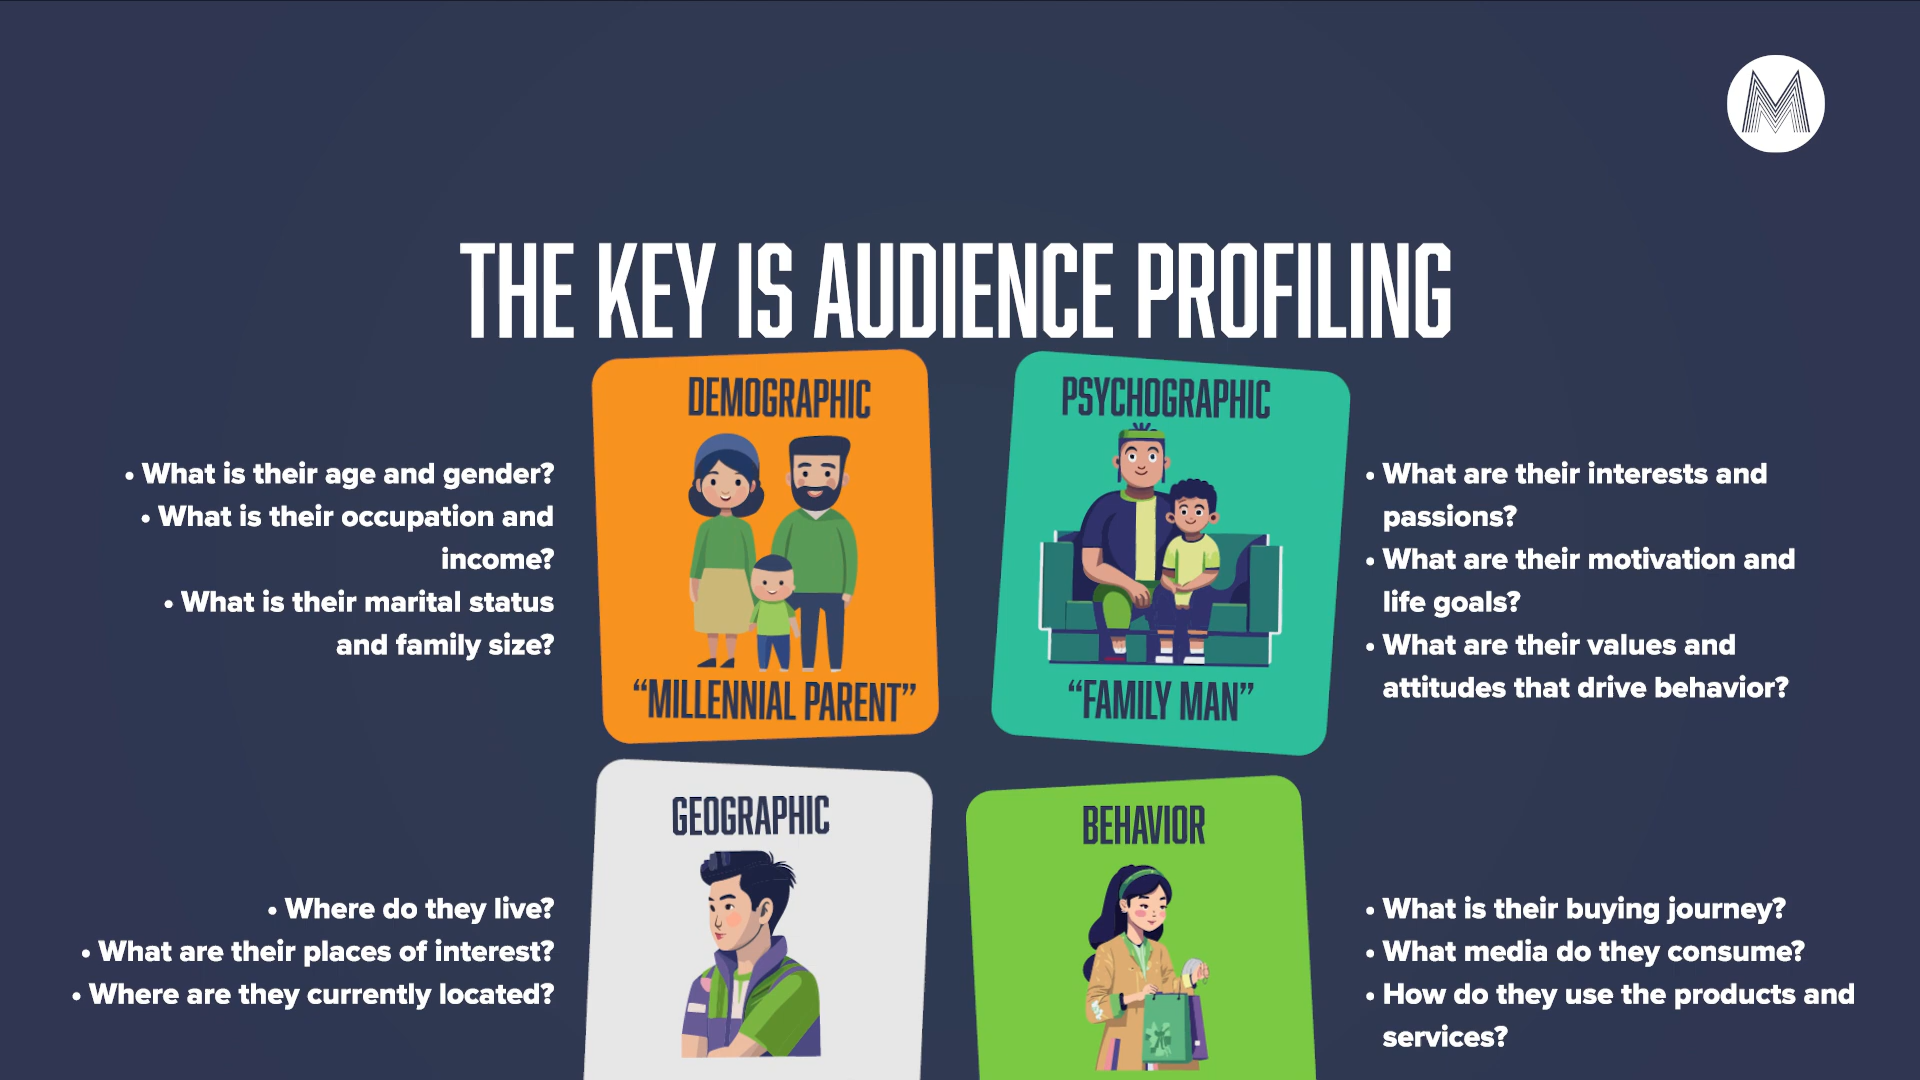 M
THE KEY IS AUDIENCE PROFILING
DEMOGRAPHIC
• What is their age and gender?
• What is their occupation and
income?
• What is their marital status
and family size?
“MILLENNIAL PARENT”
PSYCHOGRAPHIC
• What are their interests and
passions?
• What are their motivation and
life goals?
• What are their values and
attitudes that drive behavior?
“FAMILY MAN”
GEOGRAPHIC
• Where do they live?
• What are their places of interest?
• Where are they currently located?
BEHAVIOR
• What is their buying journey?
• What media do they consume?
• How do they use the products and
services?